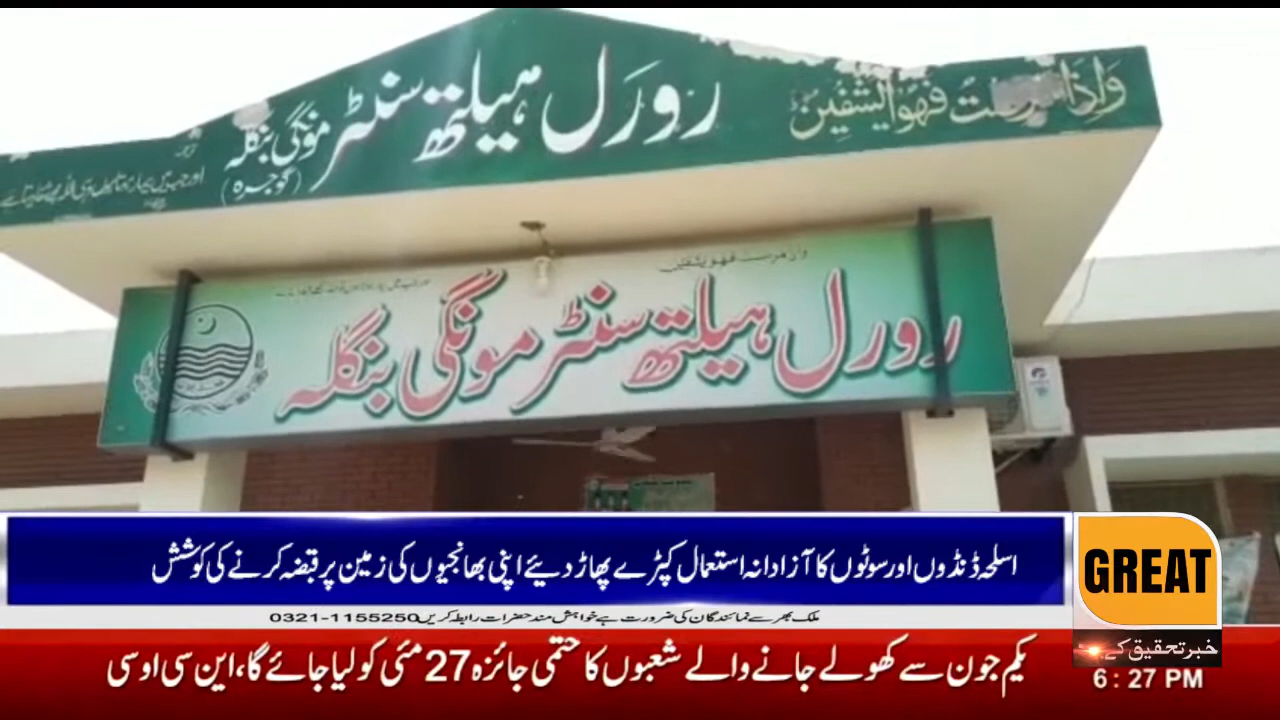 رورل ہیلتھ سنٹر مونگی بنگلہ
(گوجرہ)
رورل ہیلتھ سنٹر مونگی بنگلہ
اسلحہ ڈنڈوں اور سوٹوں کا آزادانہ استعمال کپڑے پھاڑ دیئے اپنی بھانجیوں کی زمین پر قبضہ کرنے کی کوشش
GREAT
ملک بھر سے نمائندگان کی ضرورت ہے خواہش مند حضرات رابطہ کریں 0321-1155250
خبر تحقیق کے
یکم جون سے کھولے جانے والے شعبوں کا حتمی جائزہ 27 مئی کو لیا جائے گا، این سی او سی
6 : 27 PM